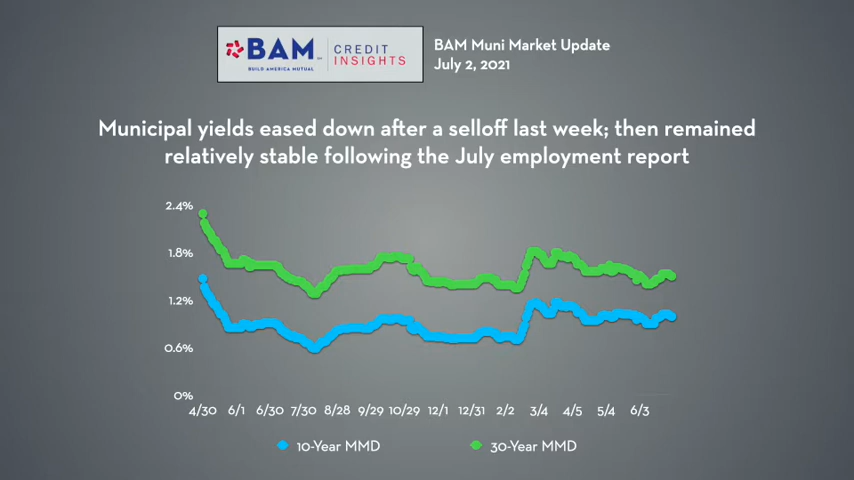 BAM
BUILD AMERICA MUTUAL
CREDIT
INSIGHTS
BAM Muni Market Update
July 2, 2021
Municipal yields eased down after a selloff last week; then remained
relatively stable following the July employment report
2.4%
1.8%
1.2%
0.6%
0%
4/30 6/1 6/30 7/30 8/28 9/29 10/29 12/1 12/31 2/2 3/4 4/5 5/4 6/3
10-Year MMD 30-Year MMD